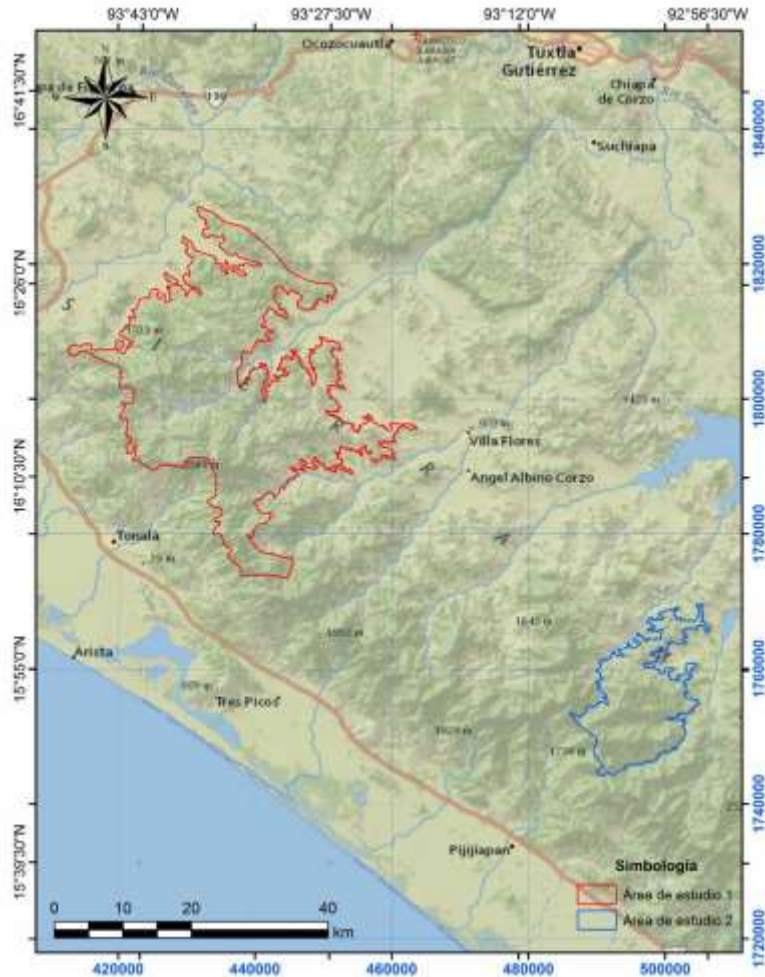 93°43'0"W 93°27'30"W 93°12'0"W 92°56'30"W
Ocozocuautla
Tuxtla
Gutiérrez
Chiapa
de Corzo
Suchiapa
190
16°41'30"N
1840000
1820000
S
I
1800000
Villa Flores
R
Angel Albino Corzo
16°10'30"N
A
1780000
Tonalá
1760000
15°55'0"N
Arista
Tres Picos
1740000
15°39'30"N
Pijijiapan
Simbología
Área de estudio 1
Área de estudio 2
0 10 20 40
km
1720000
420000 440000 460000 480000 500000